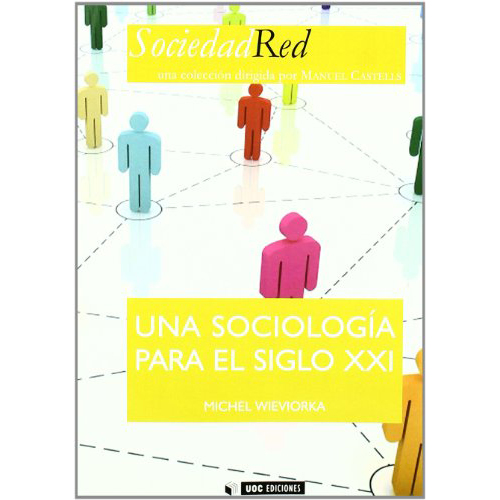 SociedadRed
una colección dirigida por MANUEL CASTELLS
UNA SOCIOLOGÍA
PARA EL SIGLO XXI
MICHEL WIEVIORKA
UOC EDICIONES